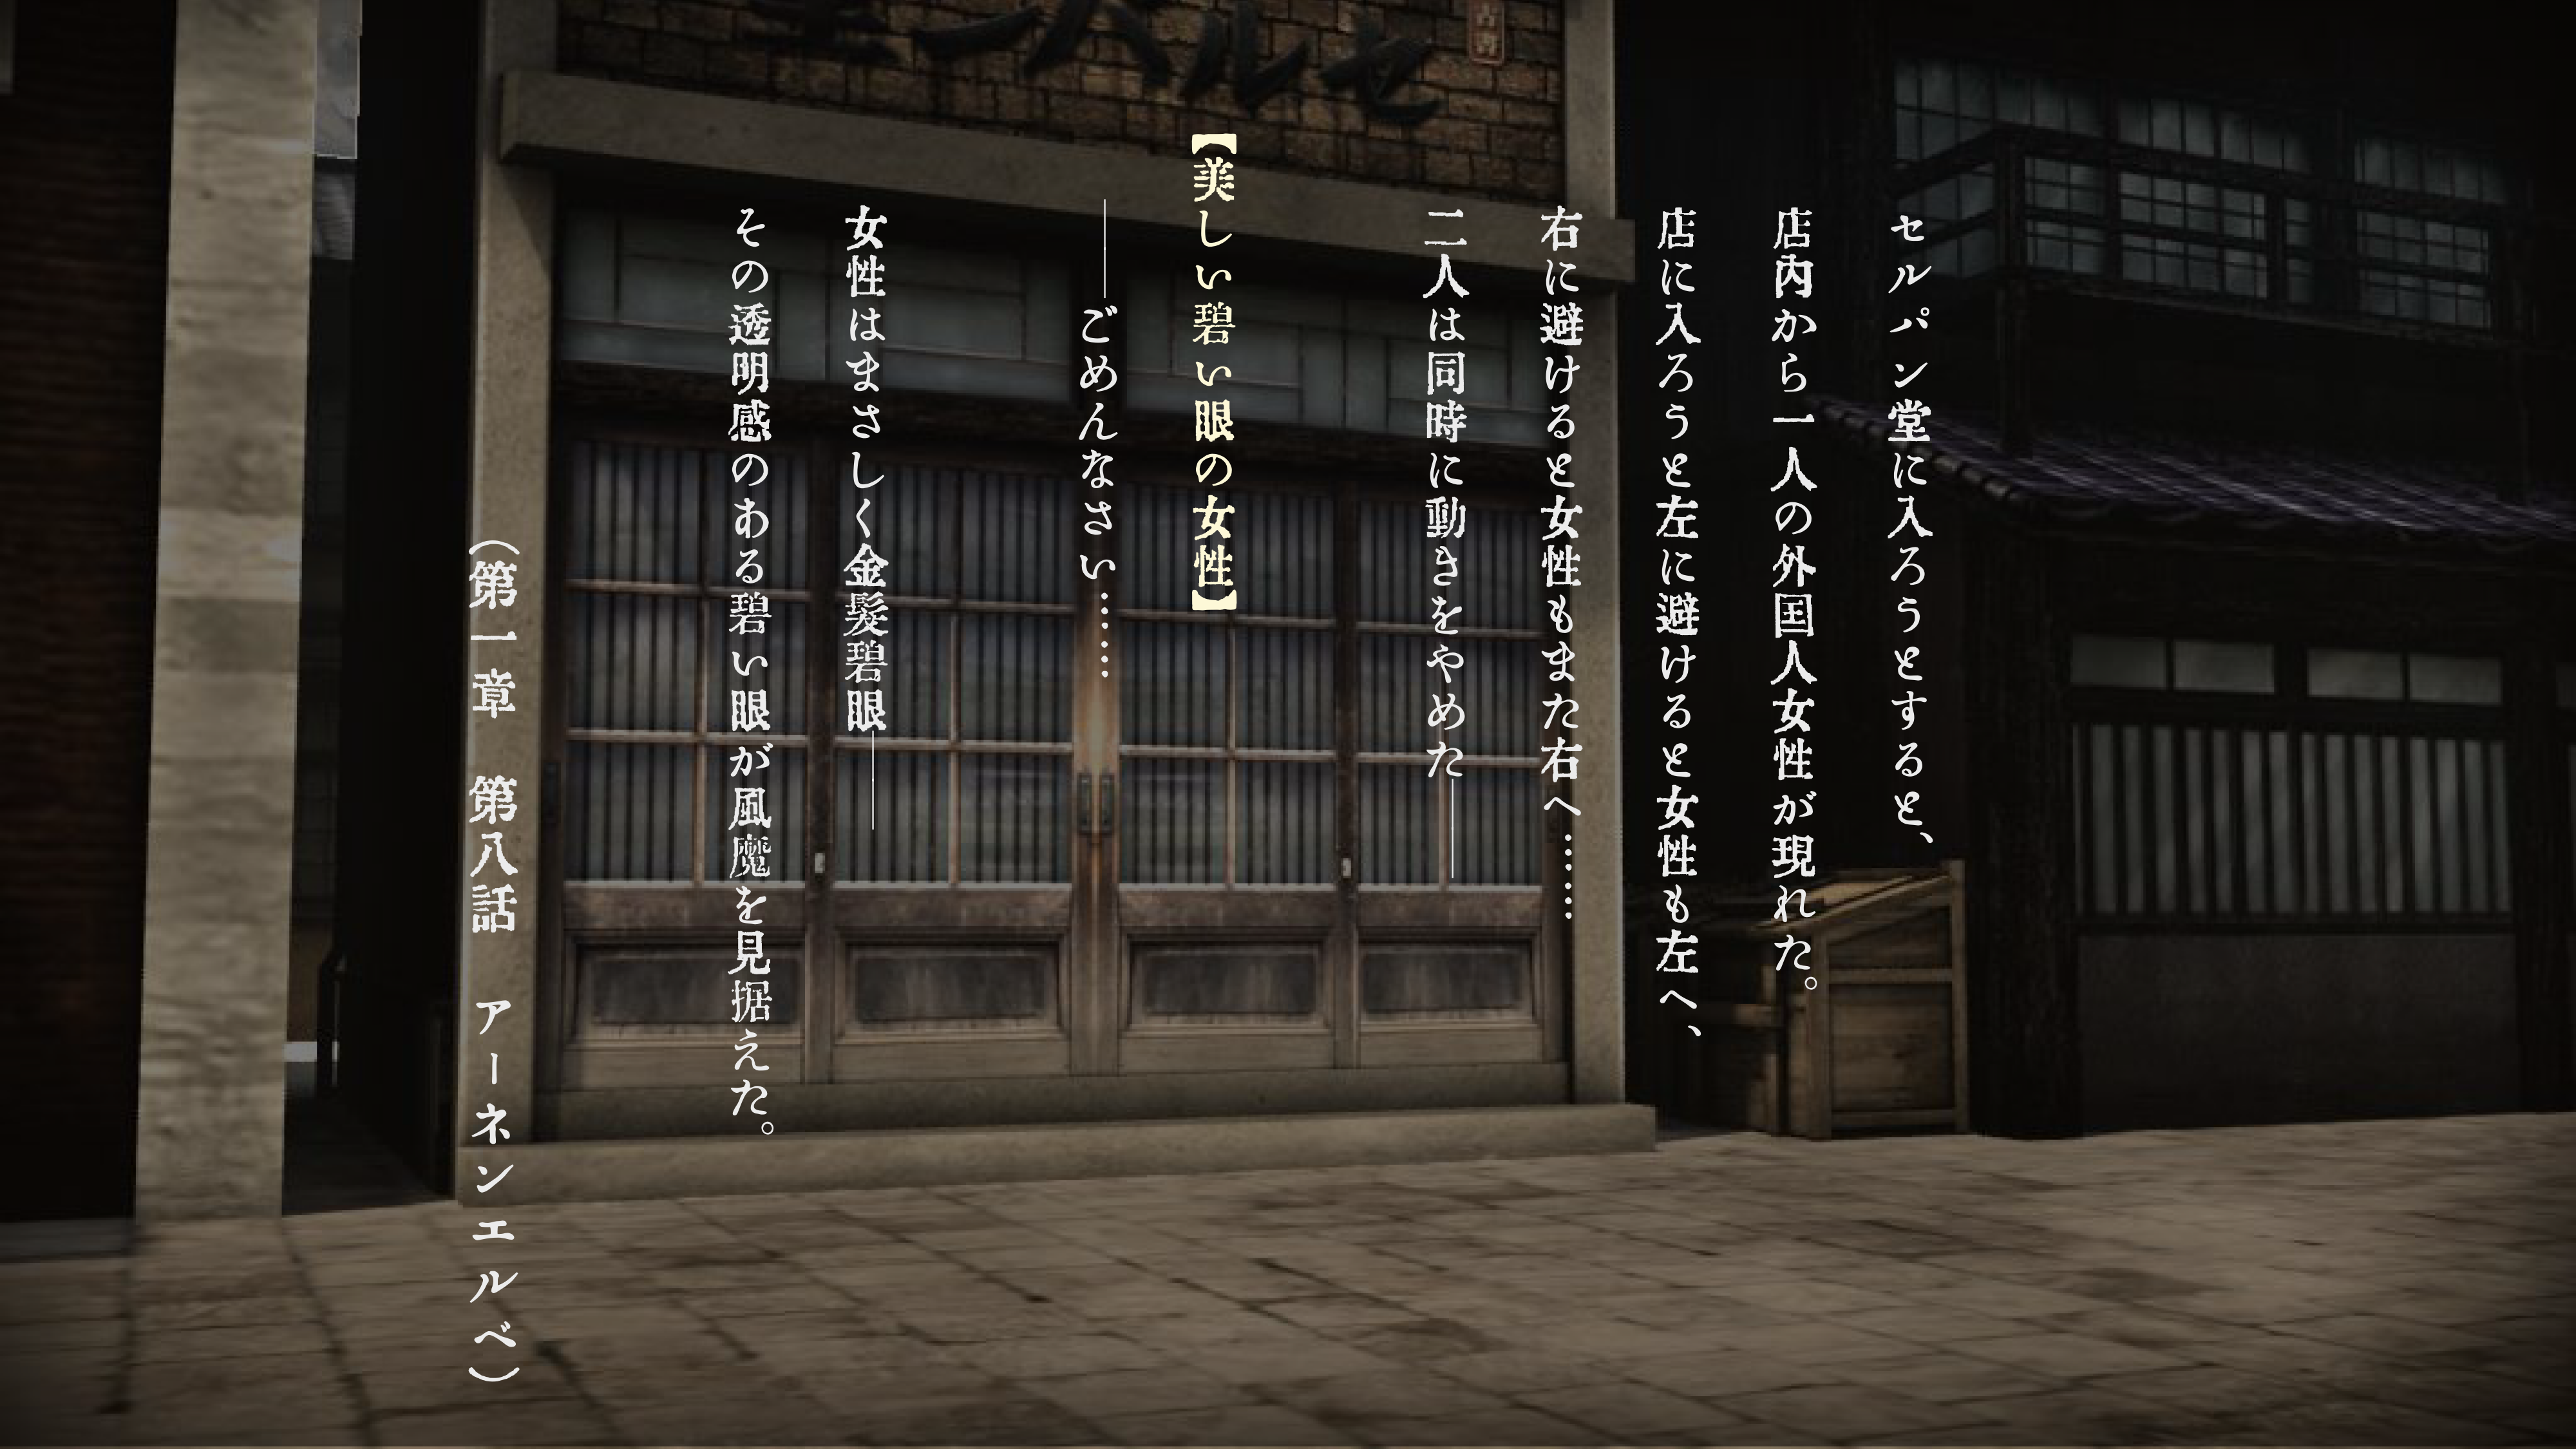 セルパン堂に入ろうとすると、
店内から一人の外国人女性が現れた。
店に入ろうと左に避けると女性も左へ、
右に避けると女性もまた右へ……
二人は同時に動きをやめた――
【美しい碧い眼の女性】
――ごめんなさい……
女性はまさしく金髪碧眼――
その透明感のある碧い眼が風魔を見据えた。
（第一章　第八話　アーネンエルベ）